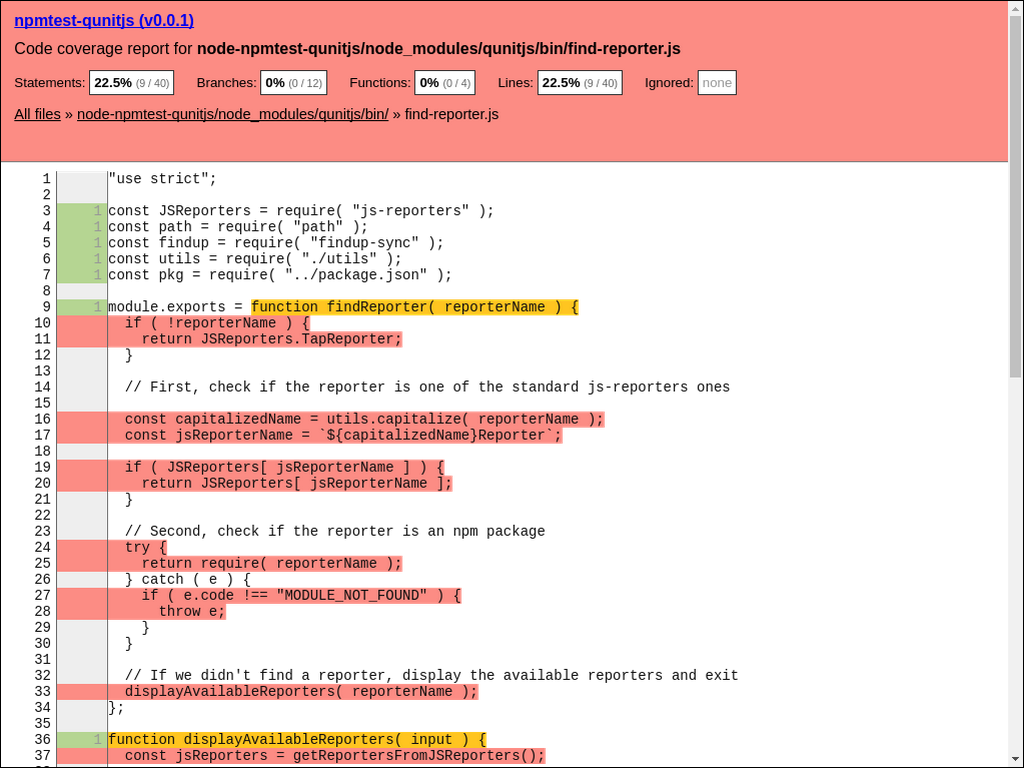 npmtest-qunitjs (v0.0.1)
Code coverage report for node-npmtest-qunitjs/node_modules/qunitjs/bin/find-reporter.js
Statements: 22.5% (9 / 40) Branches: 0% (0 / 12) Functions: 0% (0 / 4) Lines: 22.5% (9 / 40) Ignored: none
All files » node-npmtest-qunitjs/node_modules/qunitjs/bin/ » find-reporter.js
1 "use strict";
2
3 1 const JSReporters = require( "js-reporters" );
4 1 const path = require( "path" );
5 1 const findup = require( "findup-sync" );
6 1 const utils = require( "./utils" );
7 1 const pkg = require( "../package.json" );
8
9 1 module.exports = function findReporter( reporterName ) {
10   if ( !reporterName ) {
11     return JSReporters.TapReporter;
12   }
13
14   // First, check if the reporter is one of the standard js-reporters ones
15
16   const capitalizedName = utils.capitalize( reporterName );
17   const jsReporterName = `${capitalizedName}Reporter`;
18
19   if ( JSReporters[ jsReporterName ] ) {
20     return JSReporters[ jsReporterName ];
21   }
22
23   // Second, check if the reporter is an npm package
24   try {
25     return require( reporterName );
26   } catch ( e ) {
27     if ( e.code !== "MODULE_NOT_FOUND" ) {
28       throw e;
29     }
30   }
31
32   // If we didn't find a reporter, display the available reporters and exit
33   displayAvailableReporters( reporterName );
34 };
35
36 1 function displayAvailableReporters( input ) {
37   const jsReporters = getReportersFromJSReporters();